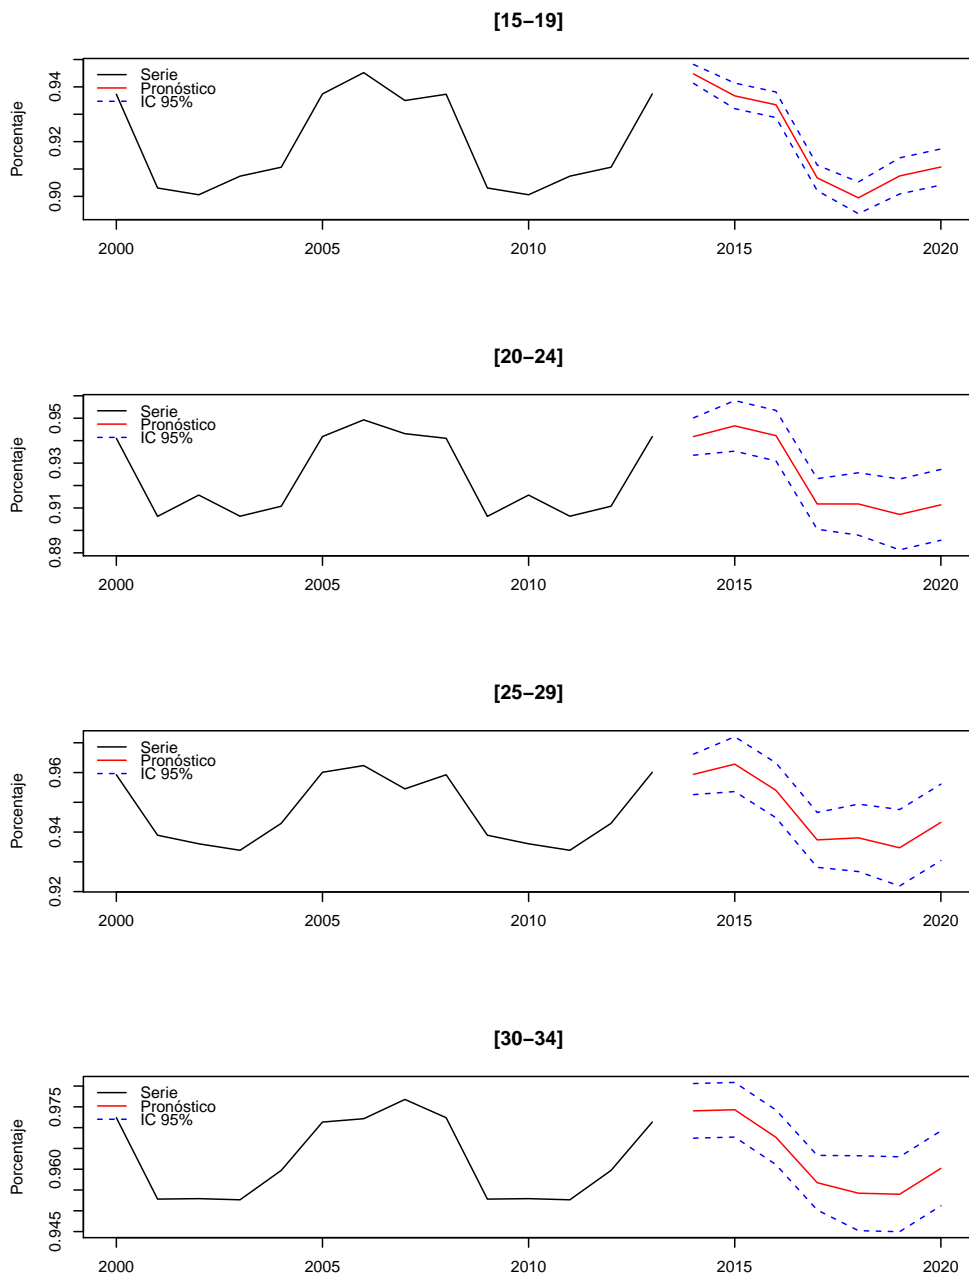 [15−19]
Porcentaje
0.94
0.92
0.90
Serie
Pronóstico
IC 95%
2000 2005 2010 2015 2020
[20−24]
Porcentaje
0.95
0.93
0.91
0.89
Serie
Pronóstico
IC 95%
2000 2005 2010 2015 2020
[25−29]
Porcentaje
0.96
0.94
0.92
Serie
Pronóstico
IC 95%
2000 2005 2010 2015 2020
[30−34]
Porcentaje
0.975
0.960
0.945
Serie
Pronóstico
IC 95%
2000 2005 2010 2015 2020